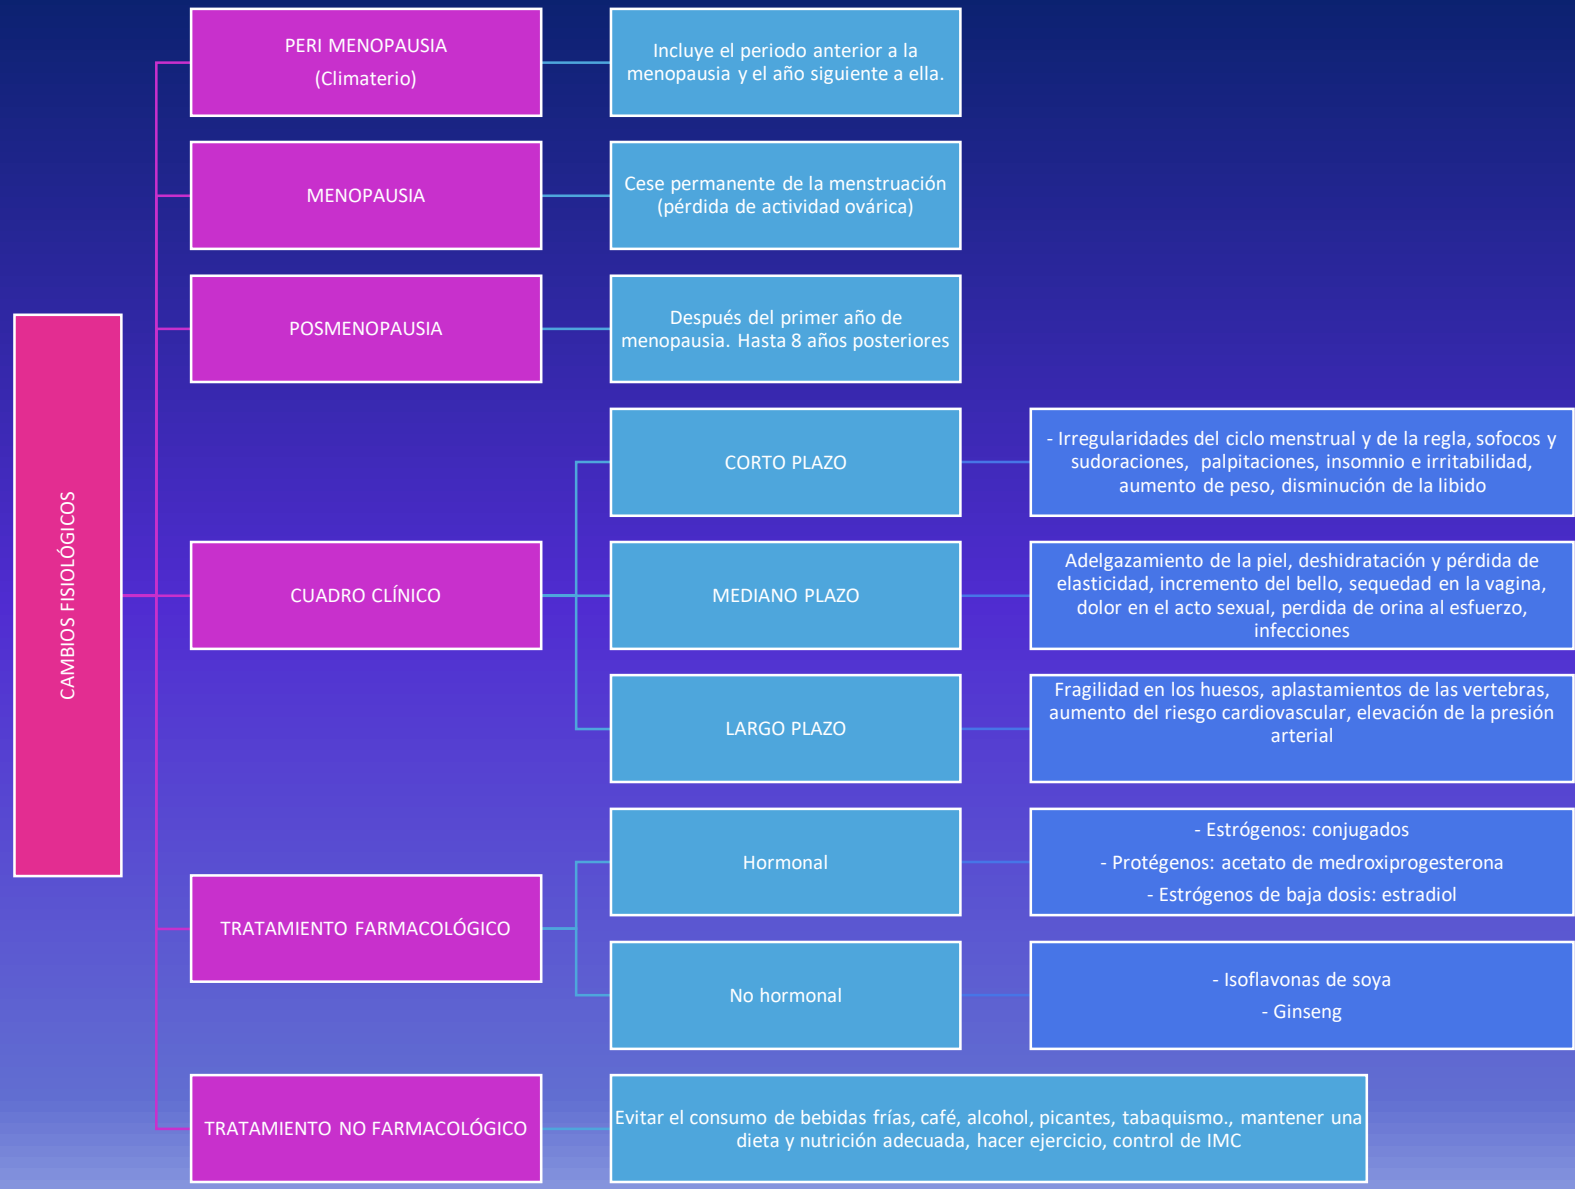 CAMBIOS FISIOLÓGICOS
PERI MENOPAUSIA
(Climaterio)
Incluye el periodo anterior a la
menopausia y el año siguiente a ella.
MENOPAUSIA
Cese permanente de la menstruación
(pérdida de actividad ovárica)
POSMENOPAUSIA
Después del primer año de
menopausia. Hasta 8 años posteriores
CUADRO CLÍNICO
CORTO PLAZO
- Irregularidades del ciclo menstrual y de la regla, sofocos y
sudoraciones, palpitaciones, insomnio e irritabilidad,
aumento de peso, disminución de la libido
MEDIANO PLAZO
Adelgazamiento de la piel, deshidratación y pérdida de
elasticidad, incremento del bello, sequedad en la vagina,
dolor en el acto sexual, perdida de orina al esfuerzo,
infecciones
LARGO PLAZO
Fragilidad en los huesos, aplastamientos de las vertebras,
aumento del riesgo cardiovascular, elevación de la presión
arterial
TRATAMIENTO FARMACOLÓGICO
Hormonal
- Estrógenos: conjugados
- Protégenos: acetato de medroxiprogesterona
- Estrógenos de baja dosis: estradiol
No hormonal
- Isoflavonas de soya
- Ginseng
TRATAMIENTO NO FARMACOLÓGICO
Evitar el consumo de bebidas frías, café, alcohol, picantes, tabaquismo., mantener una
dieta y nutrición adecuada, hacer ejercicio, control de IMC